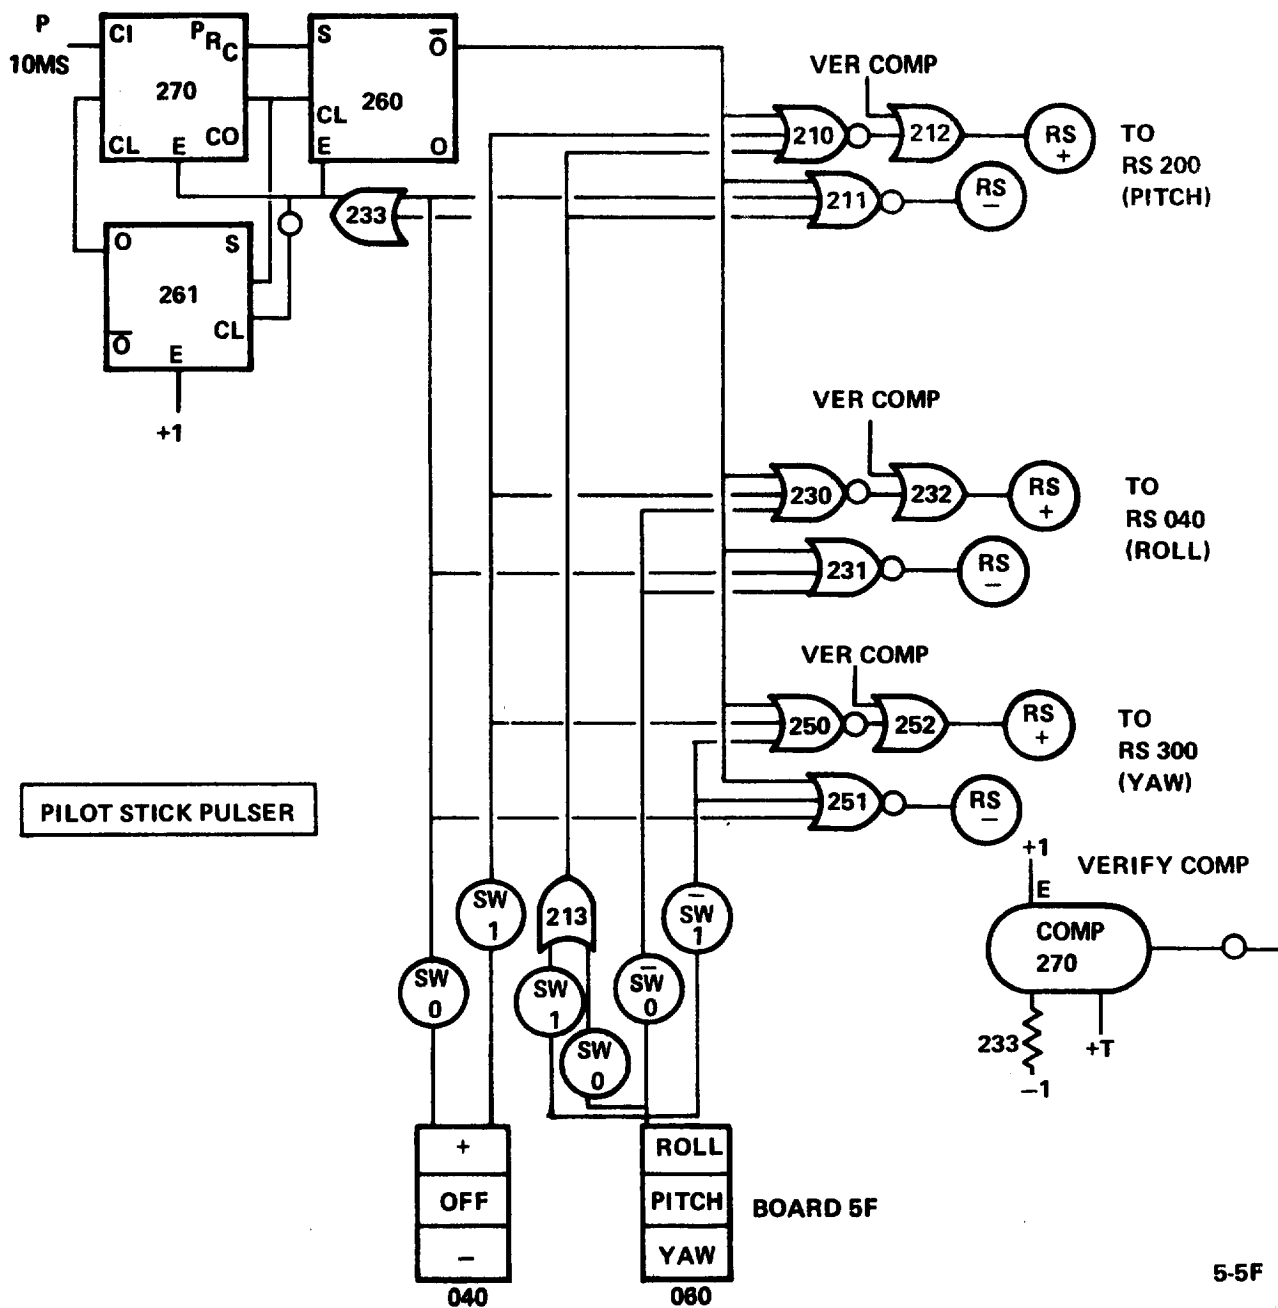 P
10MS
CI
PRC
270
CL
E
CO
S
O̅
260
CL
E
O
233
O
S
261
CL
O̅
E
+1
VER COMP
210
212
RS
+
TO
RS 200
(PITCH)
211
RS
−
VER COMP
230
232
RS
+
TO
RS 040
(ROLL)
231
RS
−
VER COMP
250
252
RS
+
TO
RS 300
(YAW)
251
RS
−
PILOT STICK PULSER
SW
0
SW
1
213
SW
1
SW
0
S̅W̅
0
S̅W̅
1
+1
VERIFY COMP
E
COMP
270
233
−1
+T
+
OFF
−
040
ROLL
PITCH
YAW
060
BOARD 5F
5-5F